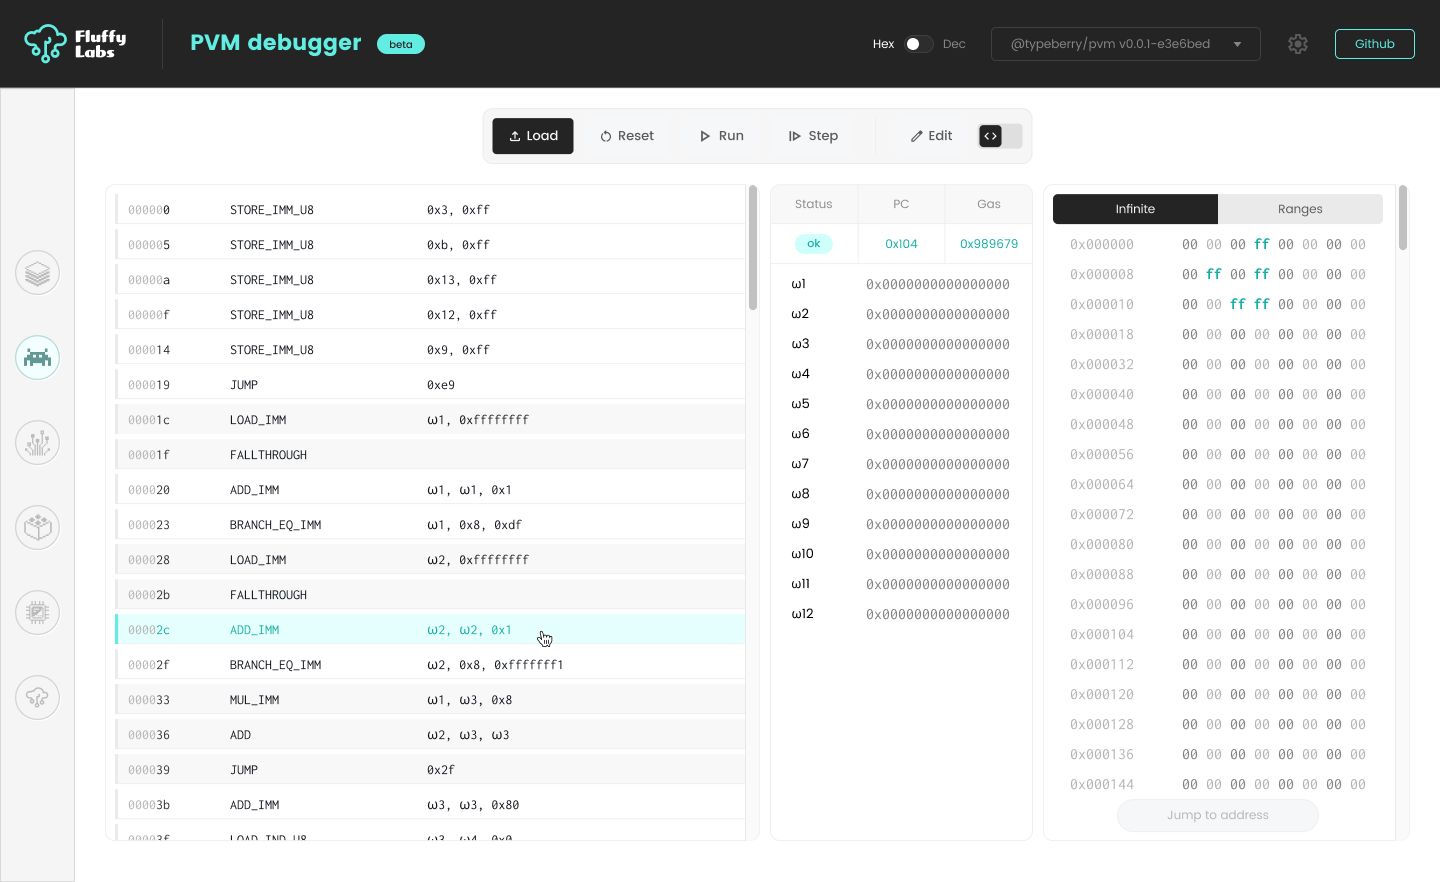 Fluffy Labs
PVM debugger beta
Hex Dec @typeberry/pvm v0.0.1-e3e6bed Github
Load Reset Run Step Edit <>
000000 STORE_IMM_U8 0x3, 0xff
000005 STORE_IMM_U8 0xb, 0xff
00000a STORE_IMM_U8 0x13, 0xff
00000f STORE_IMM_U8 0x12, 0xff
000014 STORE_IMM_U8 0x9, 0xff
000019 JUMP 0xe9
00001c LOAD_IMM ω1, 0xffffffff
00001f FALLTHROUGH
000020 ADD_IMM ω1, ω1, 0x1
000023 BRANCH_EQ_IMM ω1, 0x8, 0xdf
000028 LOAD_IMM ω2, 0xffffffff
00002b FALLTHROUGH
00002c ADD_IMM ω2, ω2, 0x1
00002f BRANCH_EQ_IMM ω2, 0x8, 0xfffffff1
000033 MUL_IMM ω1, ω3, 0x8
000036 ADD ω2, ω3, ω3
000039 JUMP 0x2f
00003b ADD_IMM ω3, ω3, 0x80
00003f LOAD_IND_U8 ω3, ω4, 0x0
Status PC Gas
ok 0x104 0x989679
ω1 0x0000000000000000
ω2 0x0000000000000000
ω3 0x0000000000000000
ω4 0x0000000000000000
ω5 0x0000000000000000
ω6 0x0000000000000000
ω7 0x0000000000000000
ω8 0x0000000000000000
ω9 0x0000000000000000
ω10 0x0000000000000000
ω11 0x0000000000000000
ω12 0x0000000000000000
Infinite Ranges
0x000000 00 00 00 ff 00 00 00 00
0x000008 00 ff 00 ff 00 00 00 00
0x000010 00 00 ff ff 00 00 00 00
0x000018 00 00 00 00 00 00 00 00
0x000032 00 00 00 00 00 00 00 00
0x000040 00 00 00 00 00 00 00 00
0x000048 00 00 00 00 00 00 00 00
0x000056 00 00 00 00 00 00 00 00
0x000064 00 00 00 00 00 00 00 00
0x000072 00 00 00 00 00 00 00 00
0x000080 00 00 00 00 00 00 00 00
0x000088 00 00 00 00 00 00 00 00
0x000096 00 00 00 00 00 00 00 00
0x000104 00 00 00 00 00 00 00 00
0x000112 00 00 00 00 00 00 00 00
0x000120 00 00 00 00 00 00 00 00
0x000128 00 00 00 00 00 00 00 00
0x000136 00 00 00 00 00 00 00 00
0x000144 00 00 00 00 00 00 00 00
Jump to address